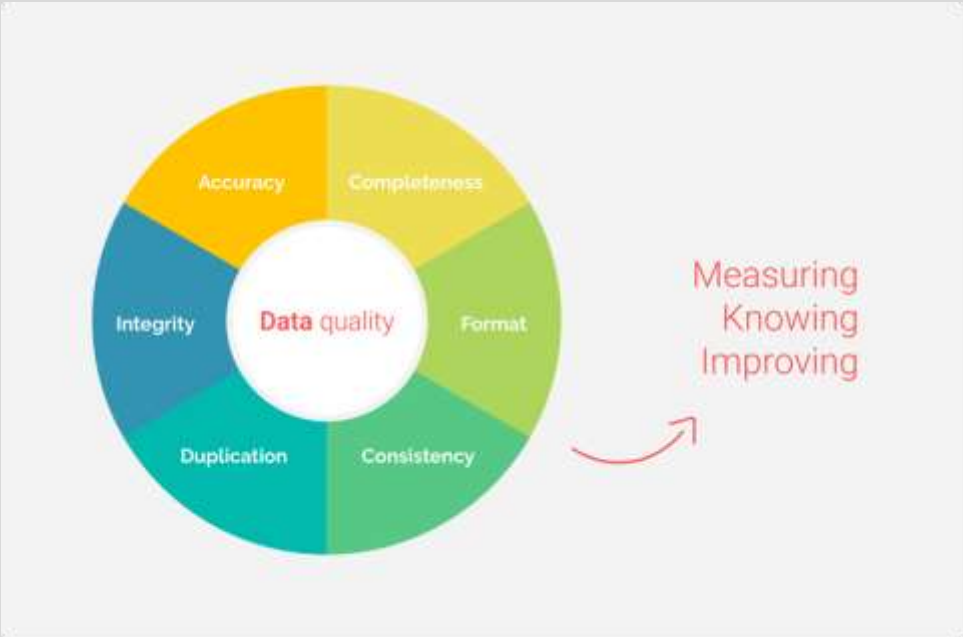 Accuracy
Completeness
Integrity
Data quality
Format
Duplication
Consistency
Measuring
Knowing
Improving